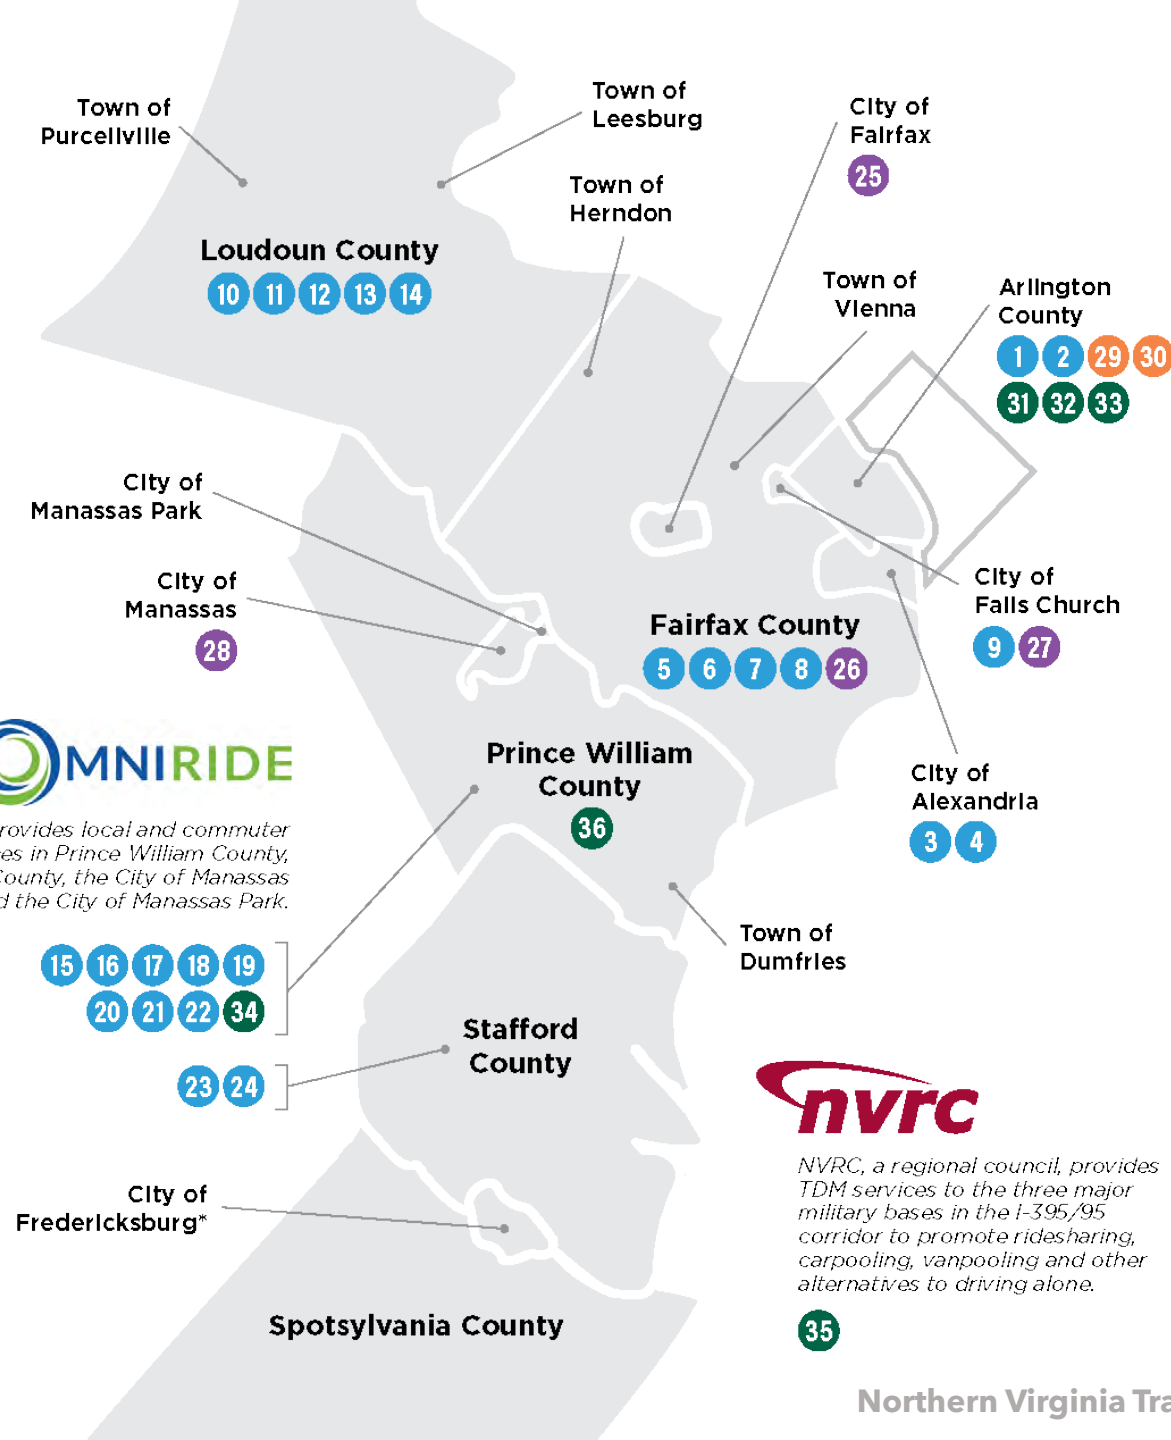 Town of
Purcellville
Town of
Leesburg
City of
Fairfax
25
Town of
Herndon
Loudoun County
10 11 12 13 14
Town of
Vienna
Arlington
County
1 2 29 30
31 32 33
City of
Manassas Park
City of
Manassas
28
Fairfax County
5 6 7 8 26
City of
Falls Church
9 27
OMNIRIDE
rovides local and commuter
es in Prince William County,
County, the City of Manassas
d the City of Manassas Park.
Prince William
County
36
City of
Alexandria
3 4
Town of
Dumfries
15 16 17 18 19
20 21 22 34
23 24
Stafford
County
nvrc
NVRC, a regional council, provides
TDM services to the three major
military bases in the I-395/95
corridor to promote ridesharing,
carpooling, vanpooling and other
alternatives to driving alone.
35
City of
Fredericksburg*
Spotsylvania County
Northern Virginia Tra